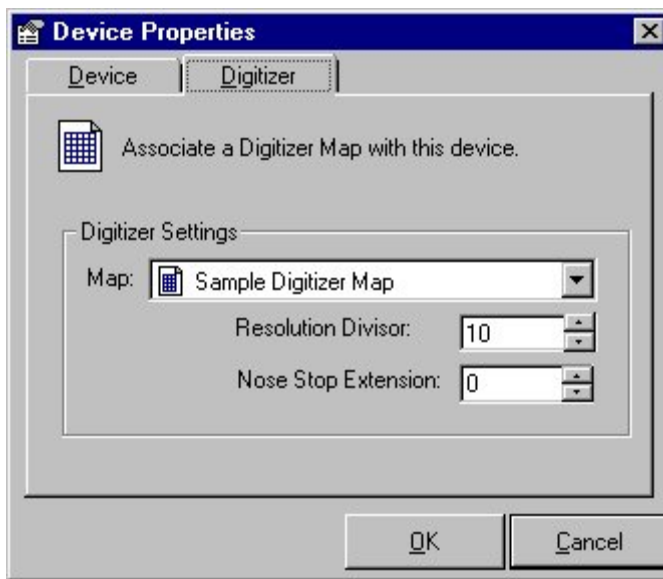 Device Properties
Device Digitizer
Associate a Digitizer Map with this device.
Digitizer Settings
Map: Sample Digitizer Map
Resolution Divisor: 10
Nose Stop Extension: 0
OK Cancel